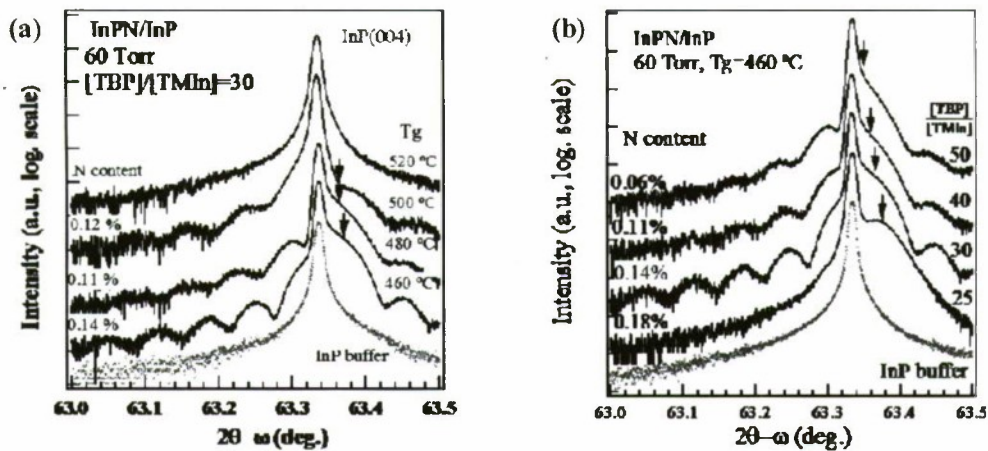 (a)
InPN/InP
60 Torr
[TBP]/[TMIn]=30
InP(004)
Tg
N content
520 °C
500 °C
0.12 %
480 °C
0.11 %
460 °C
0.14 %
InP buffer
Intensity (a.u., log. scale)
63.0 63.1 63.2 63.3 63.4 63.5
2θ-ω (deg.)
(b)
InPN/InP
60 Torr, Tg=460 °C
[TBP]
[TMIn]
N content
50
0.06%
40
0.11%
30
0.14%
25
0.18%
InP buffer
Intensity (a.u., log. scale)
63.0 63.1 63.2 63.3 63.4 63.5
2θ-ω (deg.)